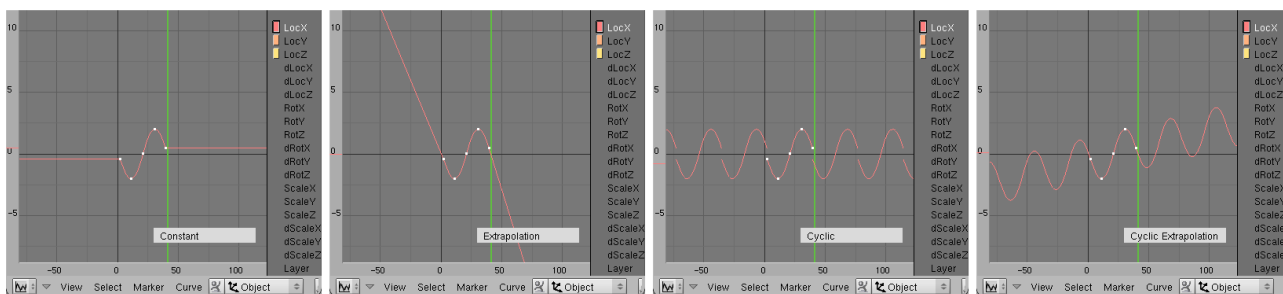 10
5
0
-5
-50 0 50 100
LocX
LocY
LocZ
dLocX
dLocY
dLocZ
RotX
RotY
RotZ
dRotX
dRotY
dRotZ
ScaleX
ScaleY
ScaleZ
dScaleX
dScaleY
dScaleZ
Layer
Constant
View Select Marker Curve Object
10
5
0
-5
-50 0 50 100
LocX
LocY
LocZ
dLocX
dLocY
dLocZ
RotX
RotY
RotZ
dRotX
dRotY
dRotZ
ScaleX
ScaleY
ScaleZ
dScaleX
dScaleY
dScaleZ
Layer
Extrapolation
View Select Marker Curve Object
10
5
0
-5
-50 0 50 100
LocX
LocY
LocZ
dLocX
dLocY
dLocZ
RotX
RotY
RotZ
dRotX
dRotY
dRotZ
ScaleX
ScaleY
ScaleZ
dScaleX
dScaleY
dScaleZ
Layer
Cyclic
View Select Marker Curve Object
10
5
0
-5
-50 0 50 100
LocX
LocY
LocZ
dLocX
dLocY
dLocZ
RotX
RotY
RotZ
dRotX
dRotY
dRotZ
ScaleX
ScaleY
ScaleZ
dScaleX
dScaleY
dScaleZ
Layer
Cyclic Extrapolation
View Select Marker Curve Object